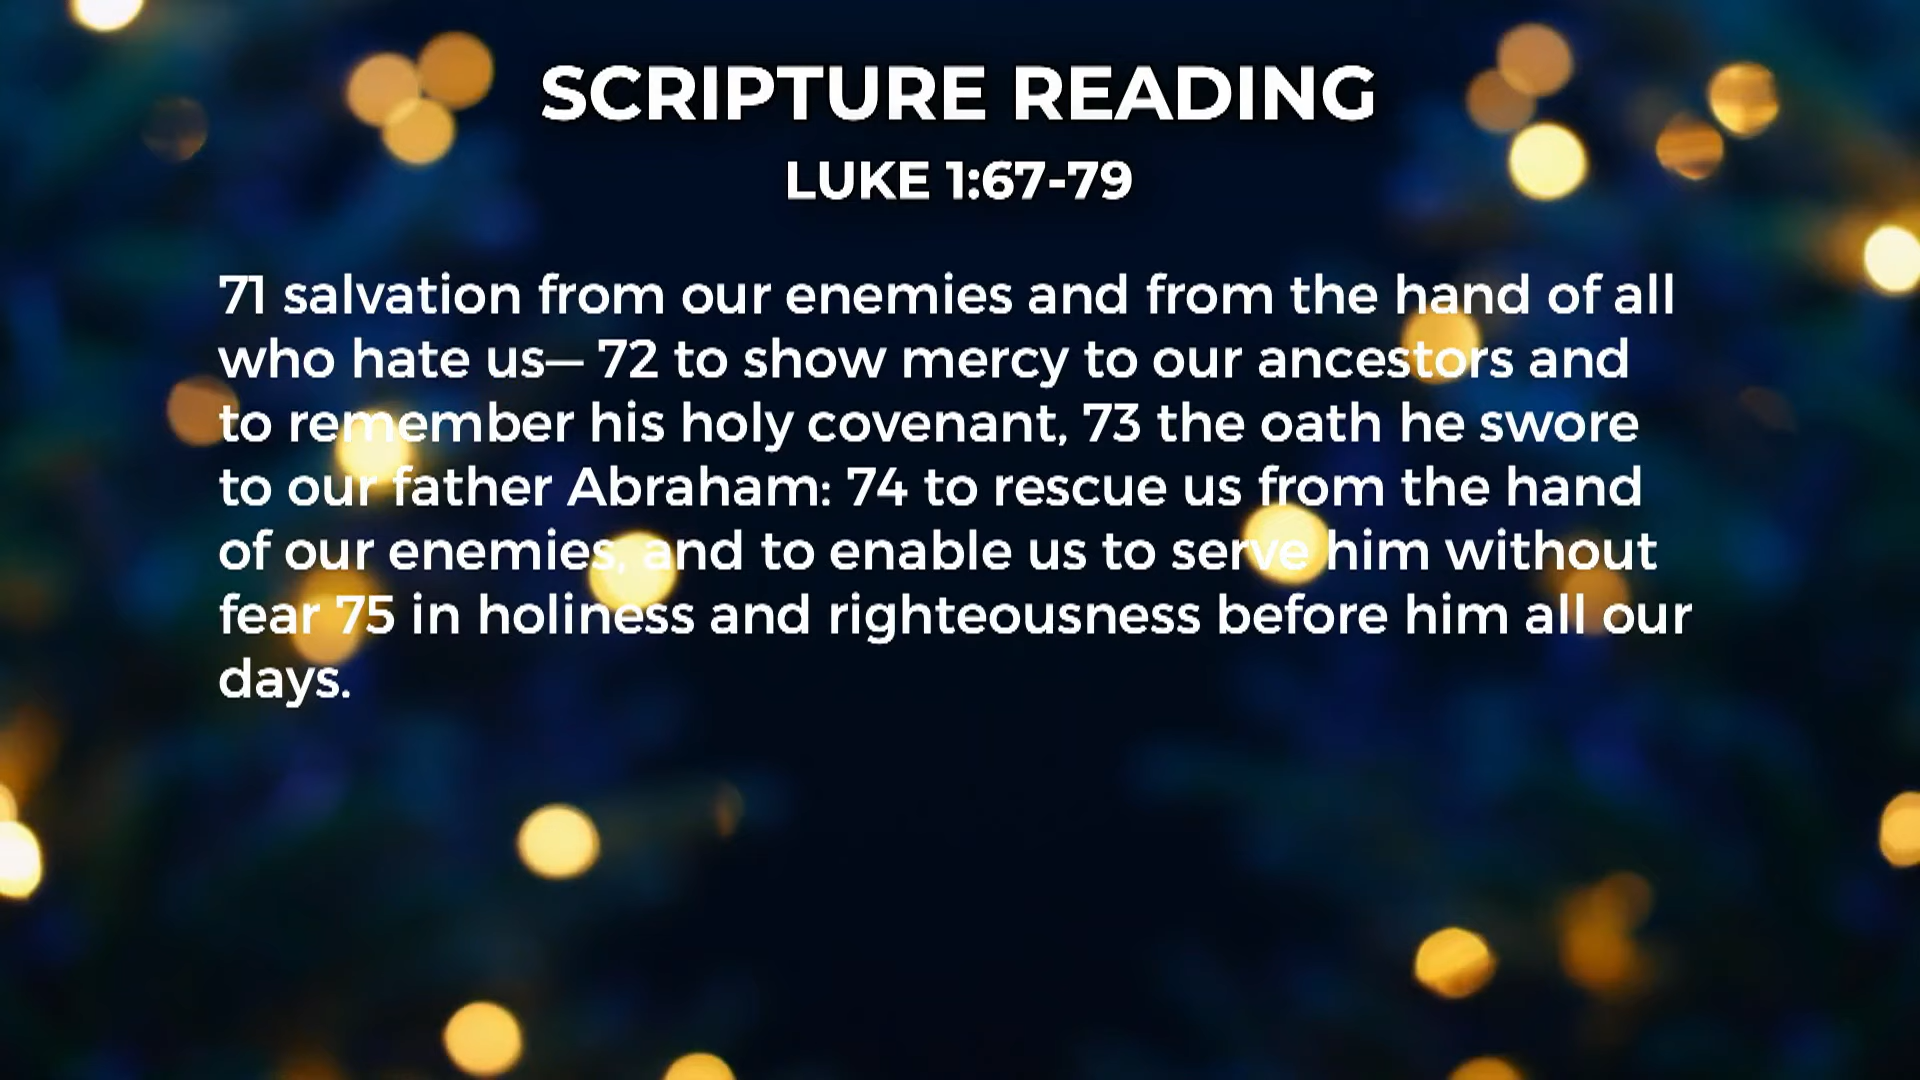 SCRIPTURE READING
LUKE 1:67-79
71 salvation from our enemies and from the hand of all
who hate us— 72 to show mercy to our ancestors and
to remember his holy covenant, 73 the oath he swore
to our father Abraham: 74 to rescue us from the hand
of our enemies, and to enable us to serve him without
fear 75 in holiness and righteousness before him all our
days.